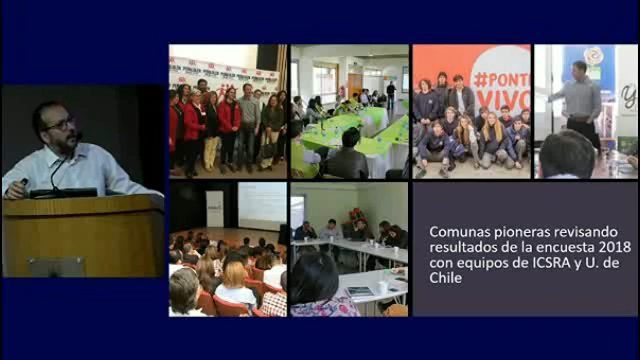 #PONTE
VIVO
Comunas pioneras revisando
resultados de la encuesta 2018
con equipos de ICSRA y U. de
Chile